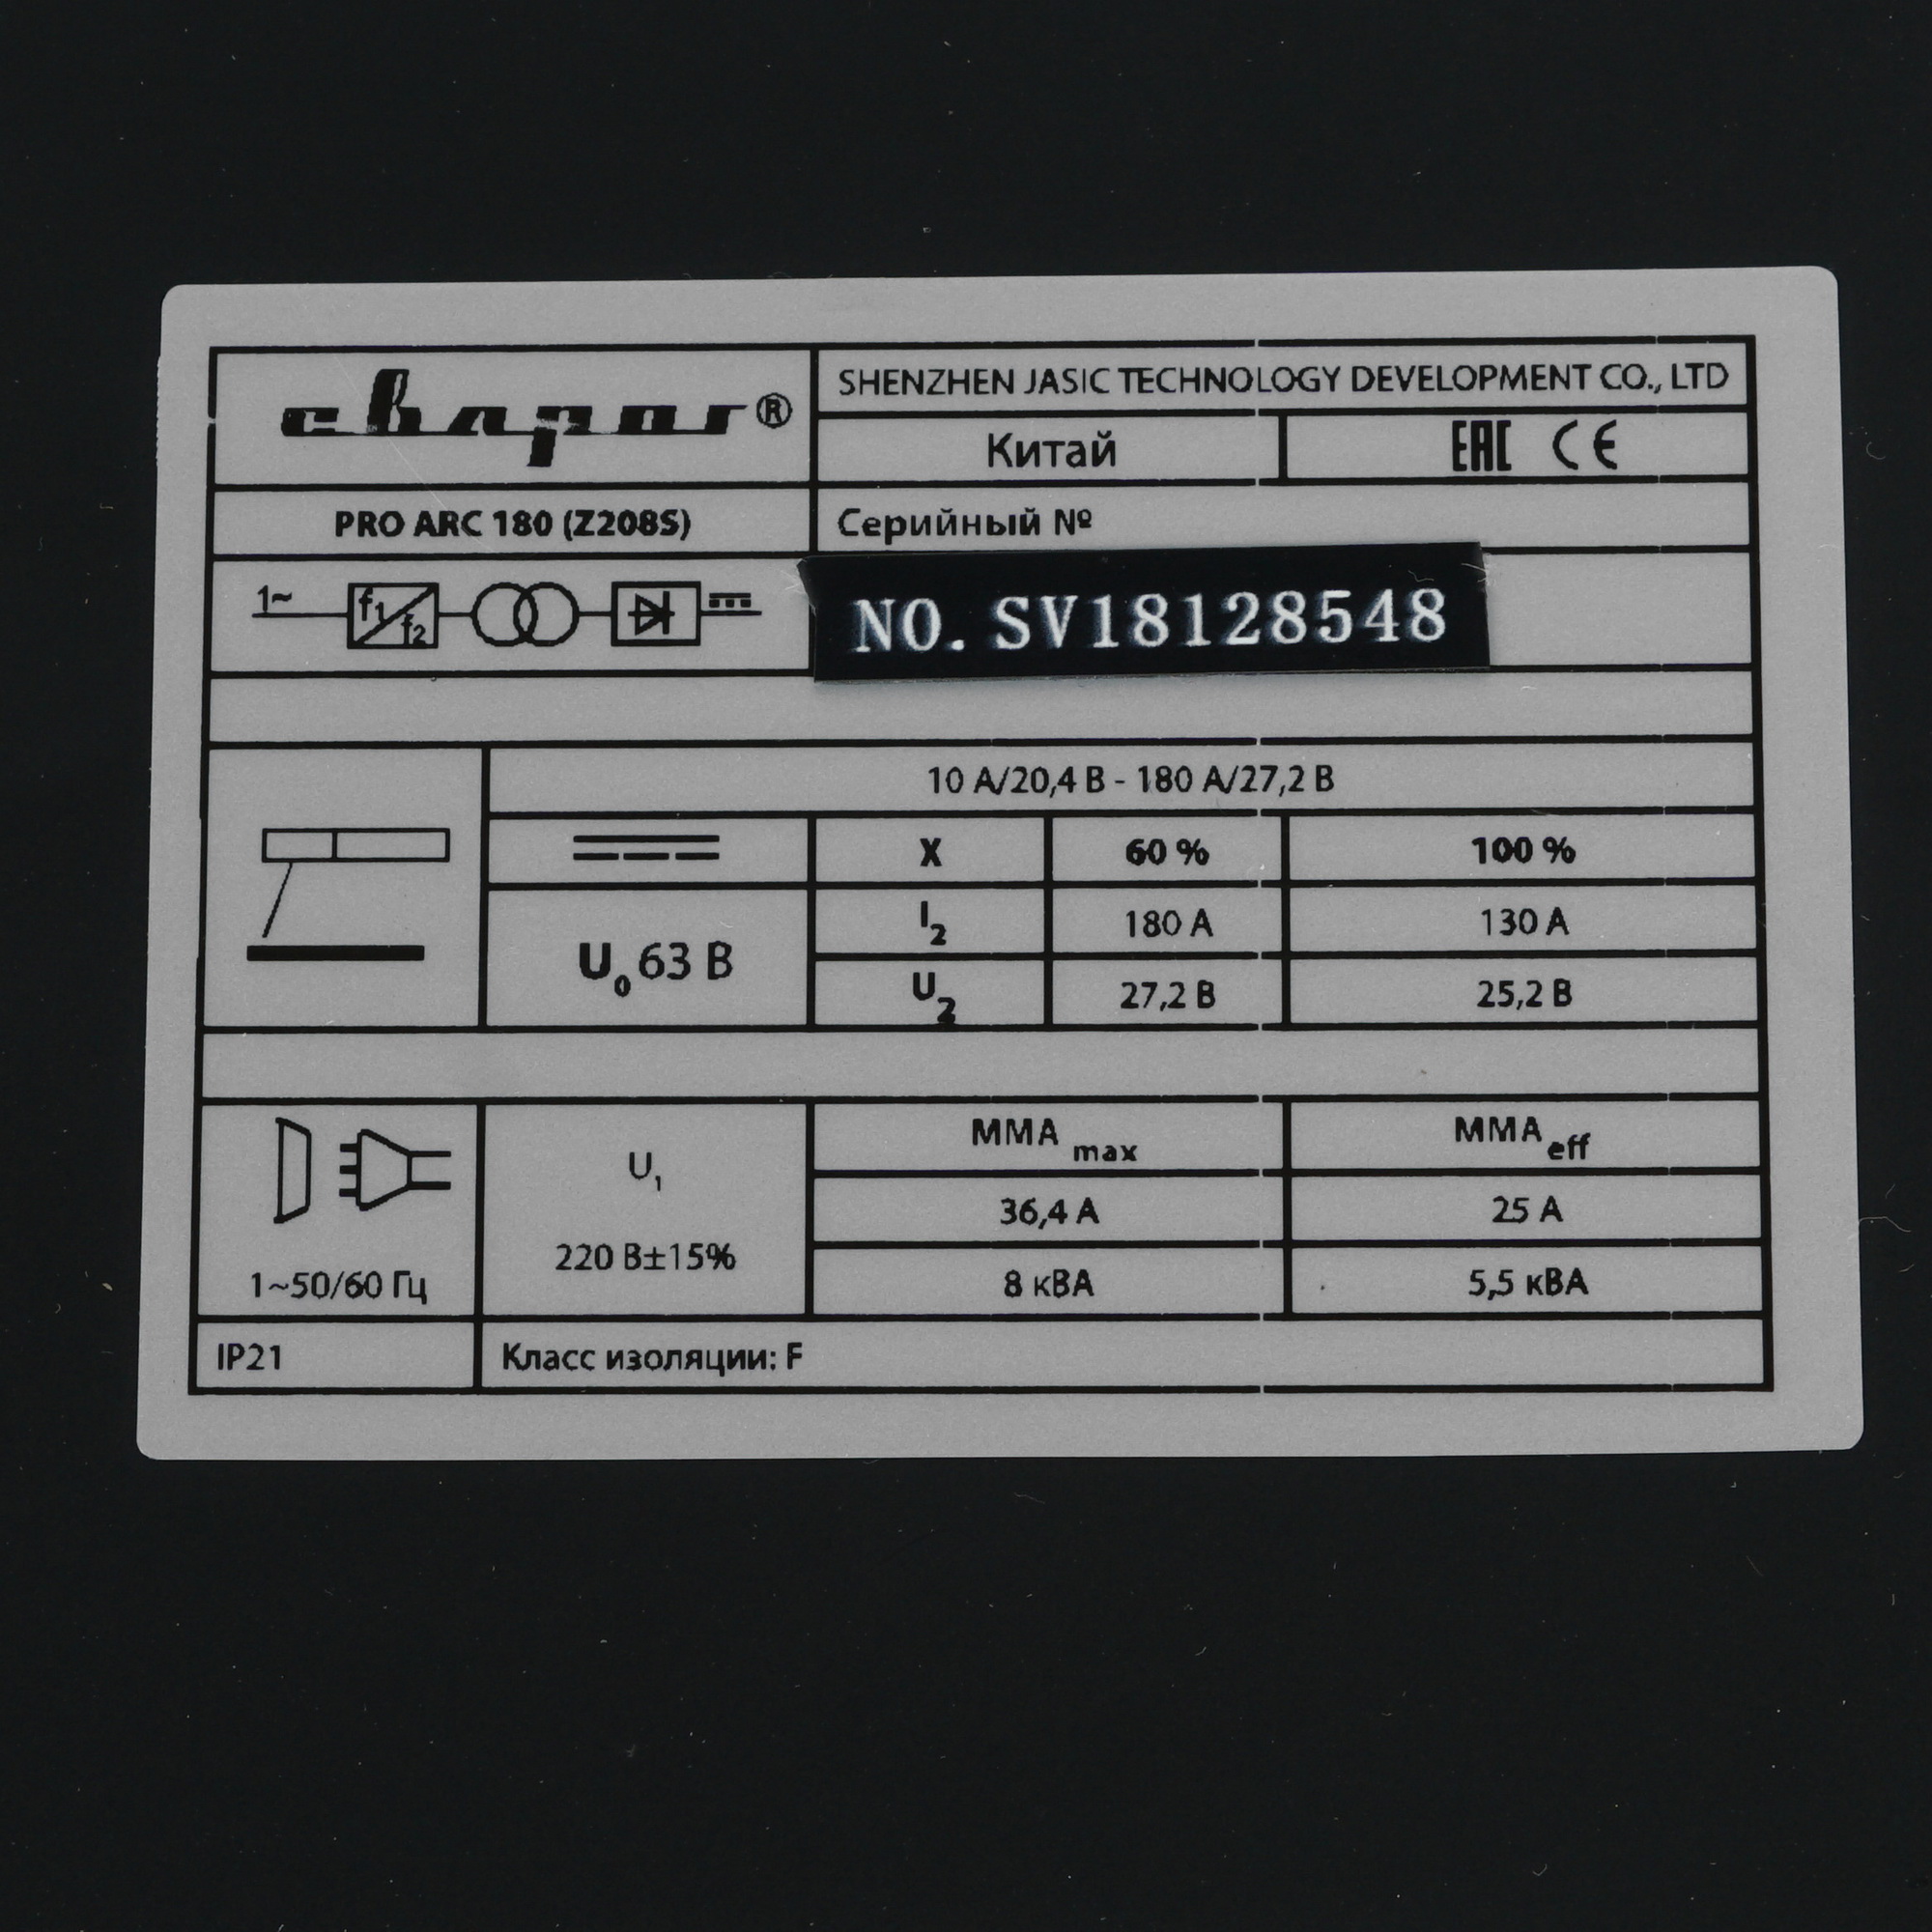 сварог®
SHENZHEN JASIC TECHNOLOGY DEVELOPMENT CO., LTD
Китай
EAC CE
PRO ARC 180 (Z208S)
Серийный №
1~ f1/f2
NO. SV18128548
10 А/20,4 В - 180 А/27,2 В
X 60 % 100 %
I2 180 А 130 А
U0 63 В
U2 27,2 В 25,2 В
MMA max MMA eff
U1
36,4 А 25 А
220 В±15%
1~50/60 Гц
8 кВА 5,5 кВА
IP21 Класс изоляции: F